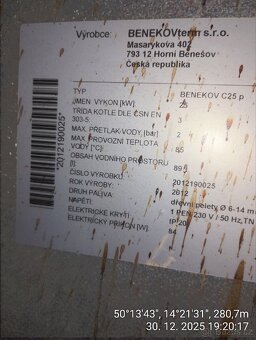 Výrobce: BENEKOVterm s.r.o.
Masarykova 402
793 12 Horní Benešov
Česká republika
TYP BENEKOV C25 p
JMEN. VÝKON [kW] 25
TŘÍDA KOTLE DLE ČSN EN 303-5: 3
MAX. PŘETLAK VODY: [bar] 2
MAX. PROVOZNÍ TEPLOTA VODY [°C]: 85
OBSAH VODNÍHO PROSTORU [l]: 89
ČÍSLO VÝROBKU: 2012190025
ROK VÝROBY: 2012
DRUH PALIVA: dřevní pelety Ø 6-14 m
NAPĚTÍ: 1 PEN 230 V / 50 Hz, TN
ELEKTRICKÉ KRYTÍ IP 20
ELEKTRICKÝ PŘÍKON [W]: 84
*2012190025*
50°13'43", 14°21'31", 280,7m
30. 12. 2025 19:20:17